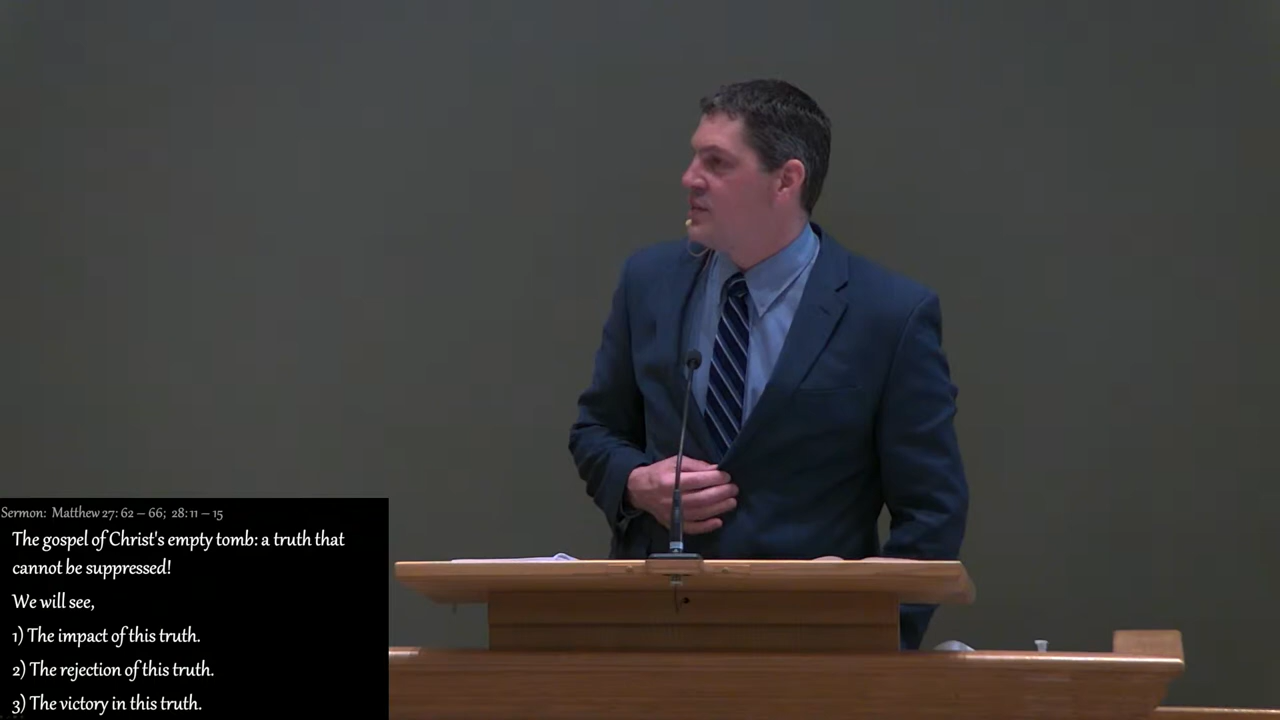 Sermon: Matthew 27: 62 – 66; 28:11 – 15
The gospel of Christ's empty tomb: a truth that
cannot be suppressed!
We will see,
1) The impact of this truth.
2) The rejection of this truth.
3) The victory in this truth.